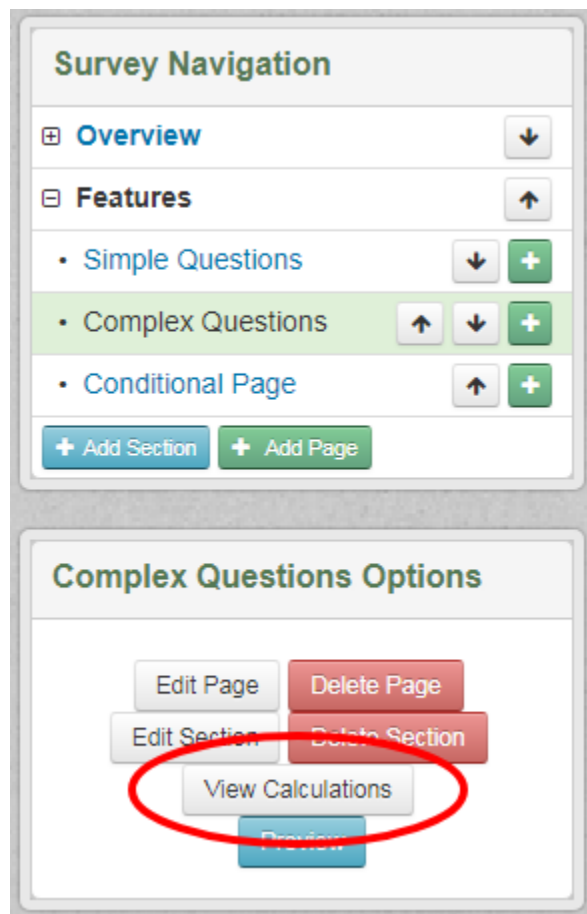 Survey Navigation
Overview
Features
Simple Questions
Complex Questions
Conditional Page
Add Section Add Page
Complex Questions Options
Edit Page Delete Page
Edit Section Delete Section
View Calculations
Preview